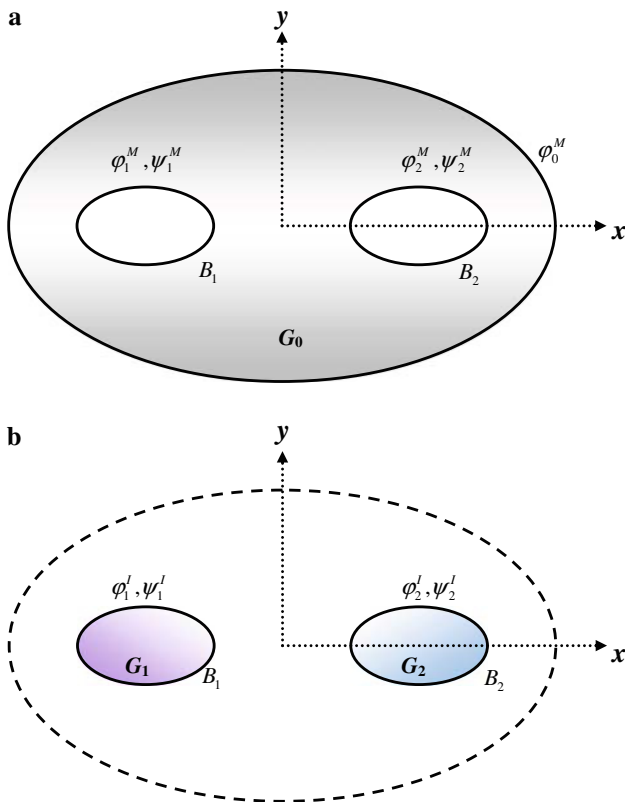 a
y
φ₁ᴹ, ψ₁ᴹ φ₂ᴹ, ψ₂ᴹ φ₀ᴹ
x
B₁ B₂
G₀
b
y
φ₁ᴵ, ψ₁ᴵ φ₂ᴵ, ψ₂ᴵ
G₁ G₂ x
B₁ B₂